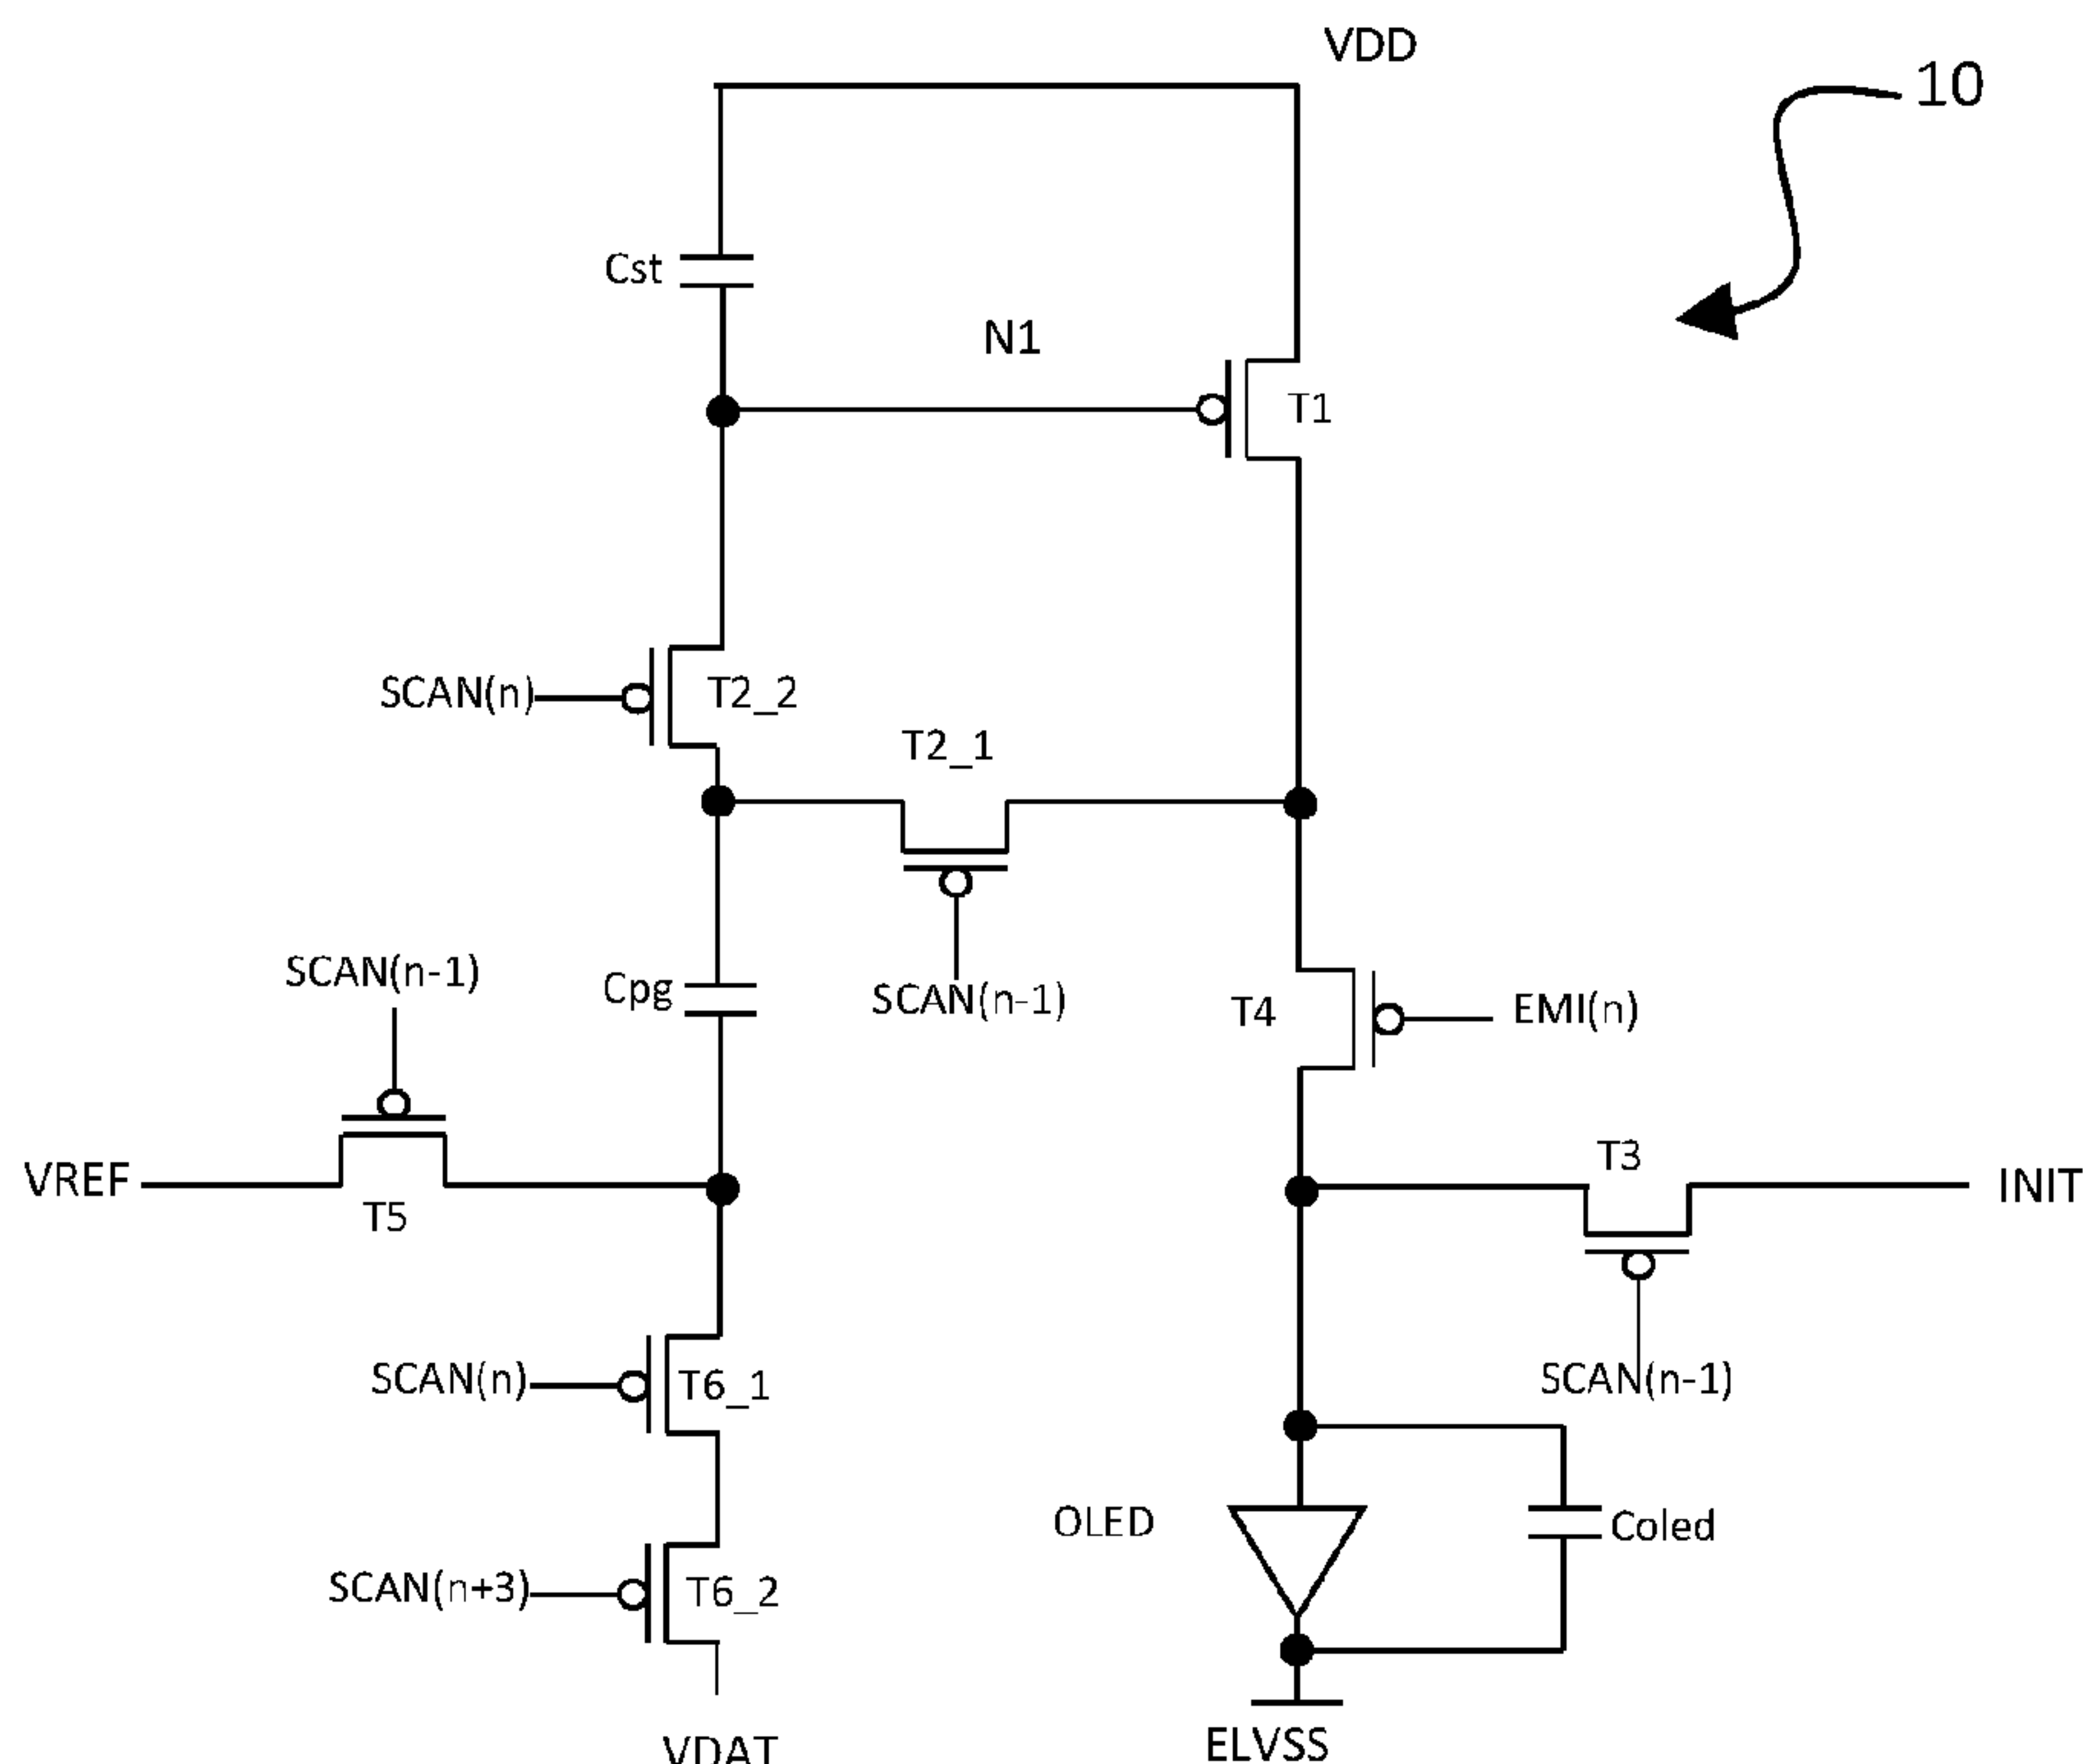 VDD
10
Cst
N1
T1
SCAN(n)
T2_2
T2_1
SCAN(n-1)
Cpg
SCAN(n-1)
T4
EMI(n)
T3
VREF
INIT
T5
SCAN(n)
T6_1
SCAN(n-1)
OLED
Coled
SCAN(n+3)
T6_2
ELVSS
VDAT